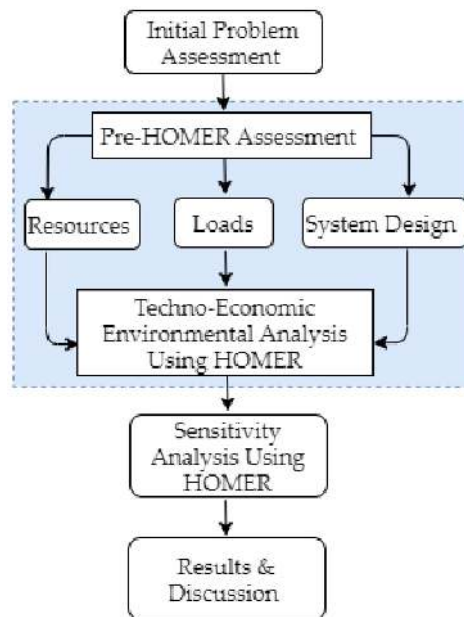 Initial Problem
Assessment
Pre-HOMER Assessment
Resources
Loads
System Design
Techno-Economic
Environmental Analysis
Using HOMER
Sensitivity
Analysis Using
HOMER
Results &
Discussion